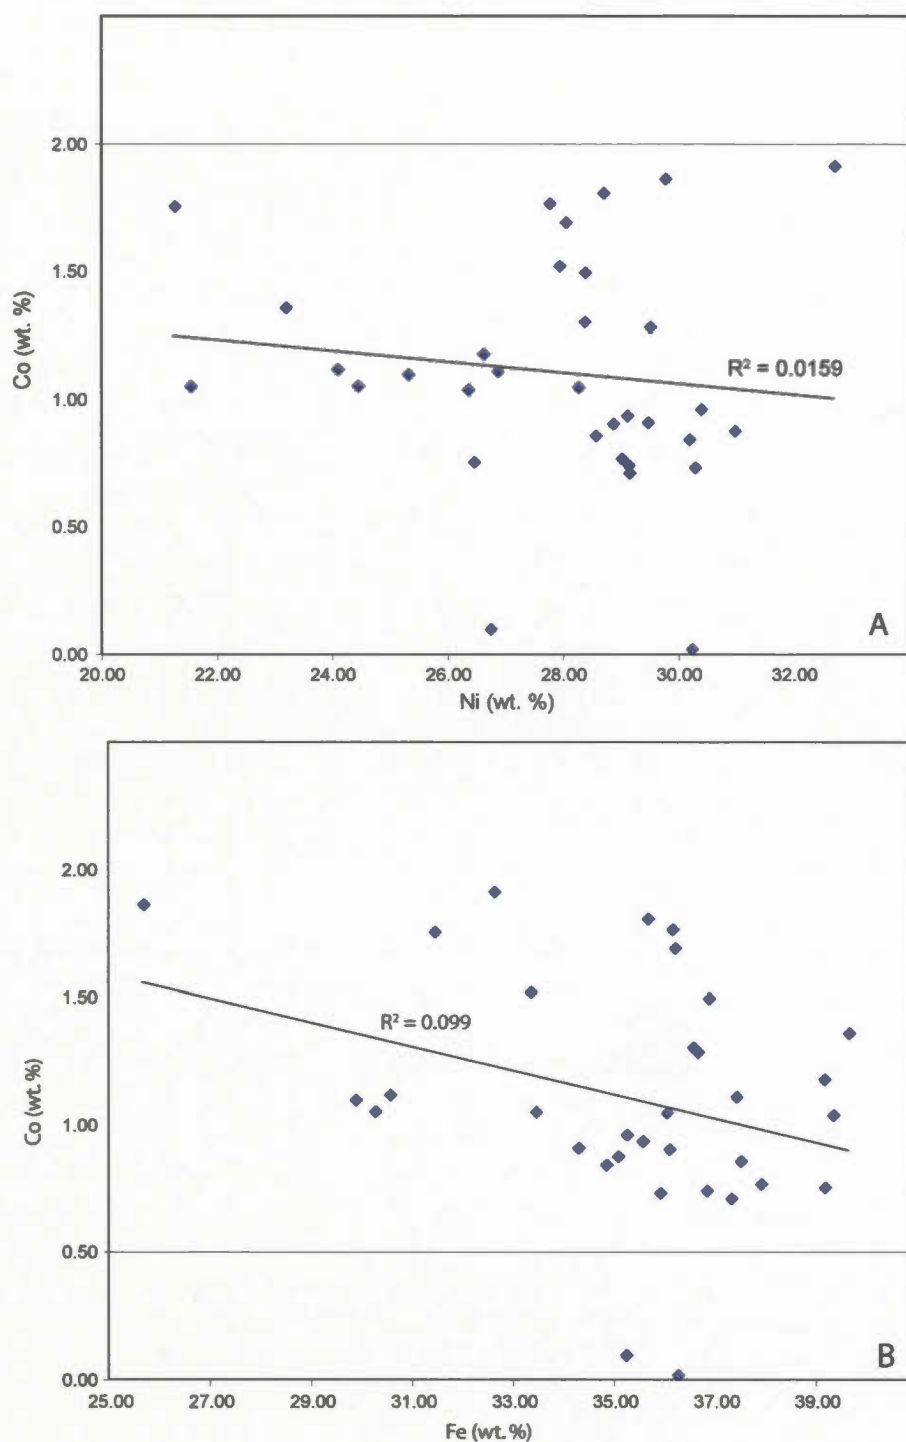 2.00
1.50
1.00
0.50
0.00
Co (wt. %)
R² = 0.0159
A
20.00 22.00 24.00 26.00 28.00 30.00 32.00
Ni (wt. %)
2.00
1.50
1.00
0.50
0.00
Co (wt. %)
R² = 0.099
B
25.00 27.00 29.00 31.00 33.00 35.00 37.00 39.00
Fe (wt. %)